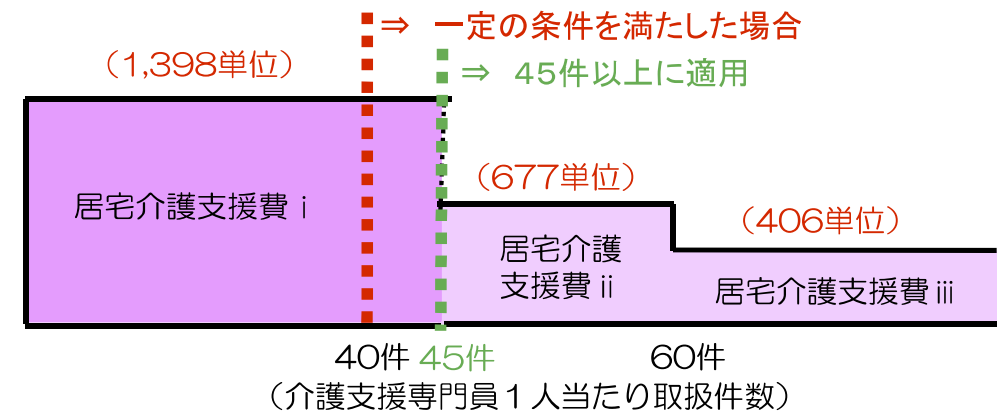 ⇒ 一定の条件を満たした場合
(1,398単位)
⇒ 45件以上に適用
(677単位)
居宅介護支援費ⅰ
(406単位)
居宅介護
支援費ⅱ
居宅介護支援費ⅲ
40件 45件 60件
(介護支援専門員1人当たり取扱件数)